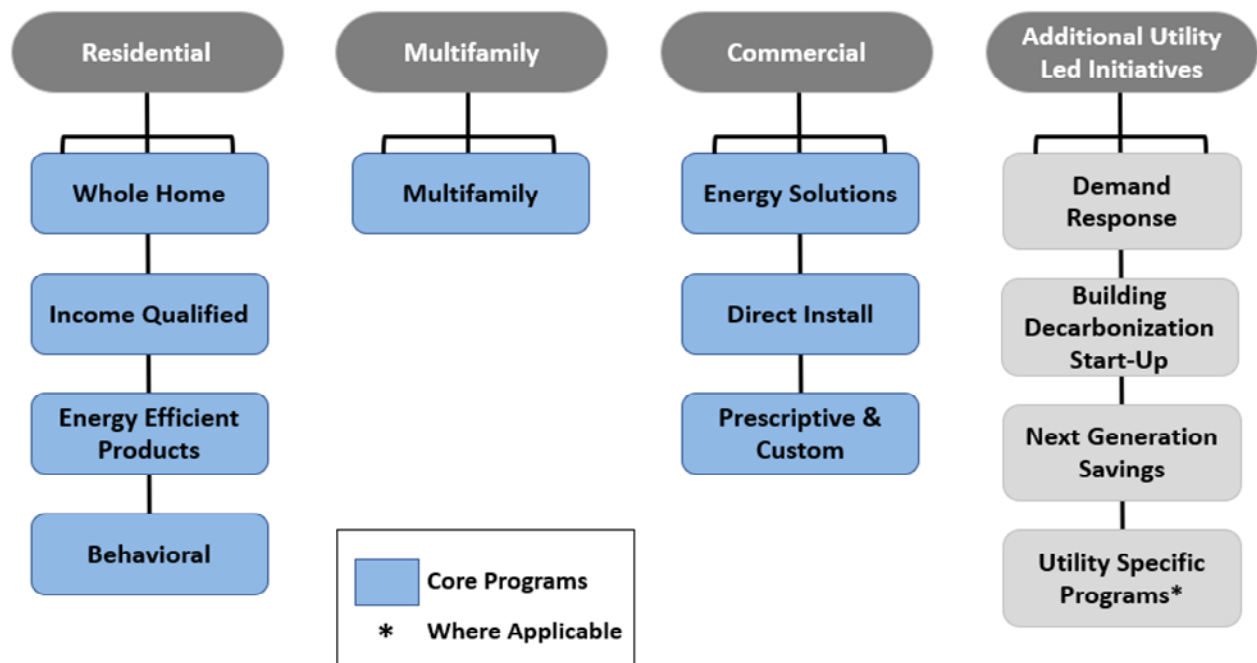 Residential
Whole Home
Income Qualified
Energy Efficient
Products
Behavioral
Multifamily
Multifamily
Commercial
Energy Solutions
Direct Install
Prescriptive &
Custom
Additional Utility
Led Initiatives
Demand
Response
Building
Decarbonization
Start-Up
Next Generation
Savings
Utility Specific
Programs*
Core Programs
* Where Applicable